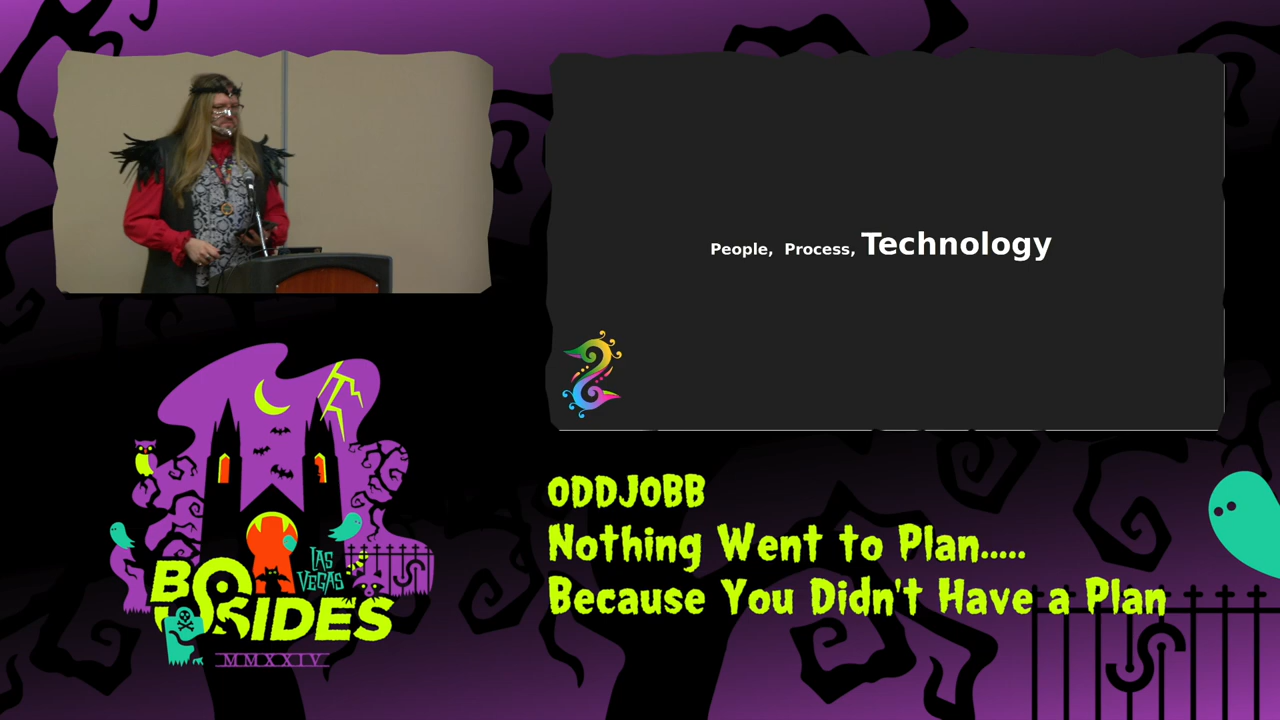 People, Process, Technology
ODDJOBB
Nothing Went to Plan.....
Because You Didn't Have a Plan
LAS
VEGAS
BSIDES
MMXXIV